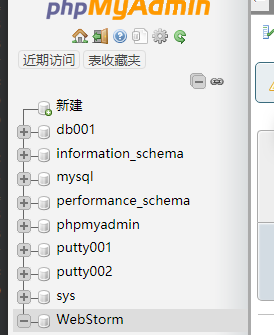 phpMyAdmin
近期访问 表收藏夹
新建
db001
information_schema
mysql
performance_schema
phpmyadmin
putty001
putty002
sys
WebStorm